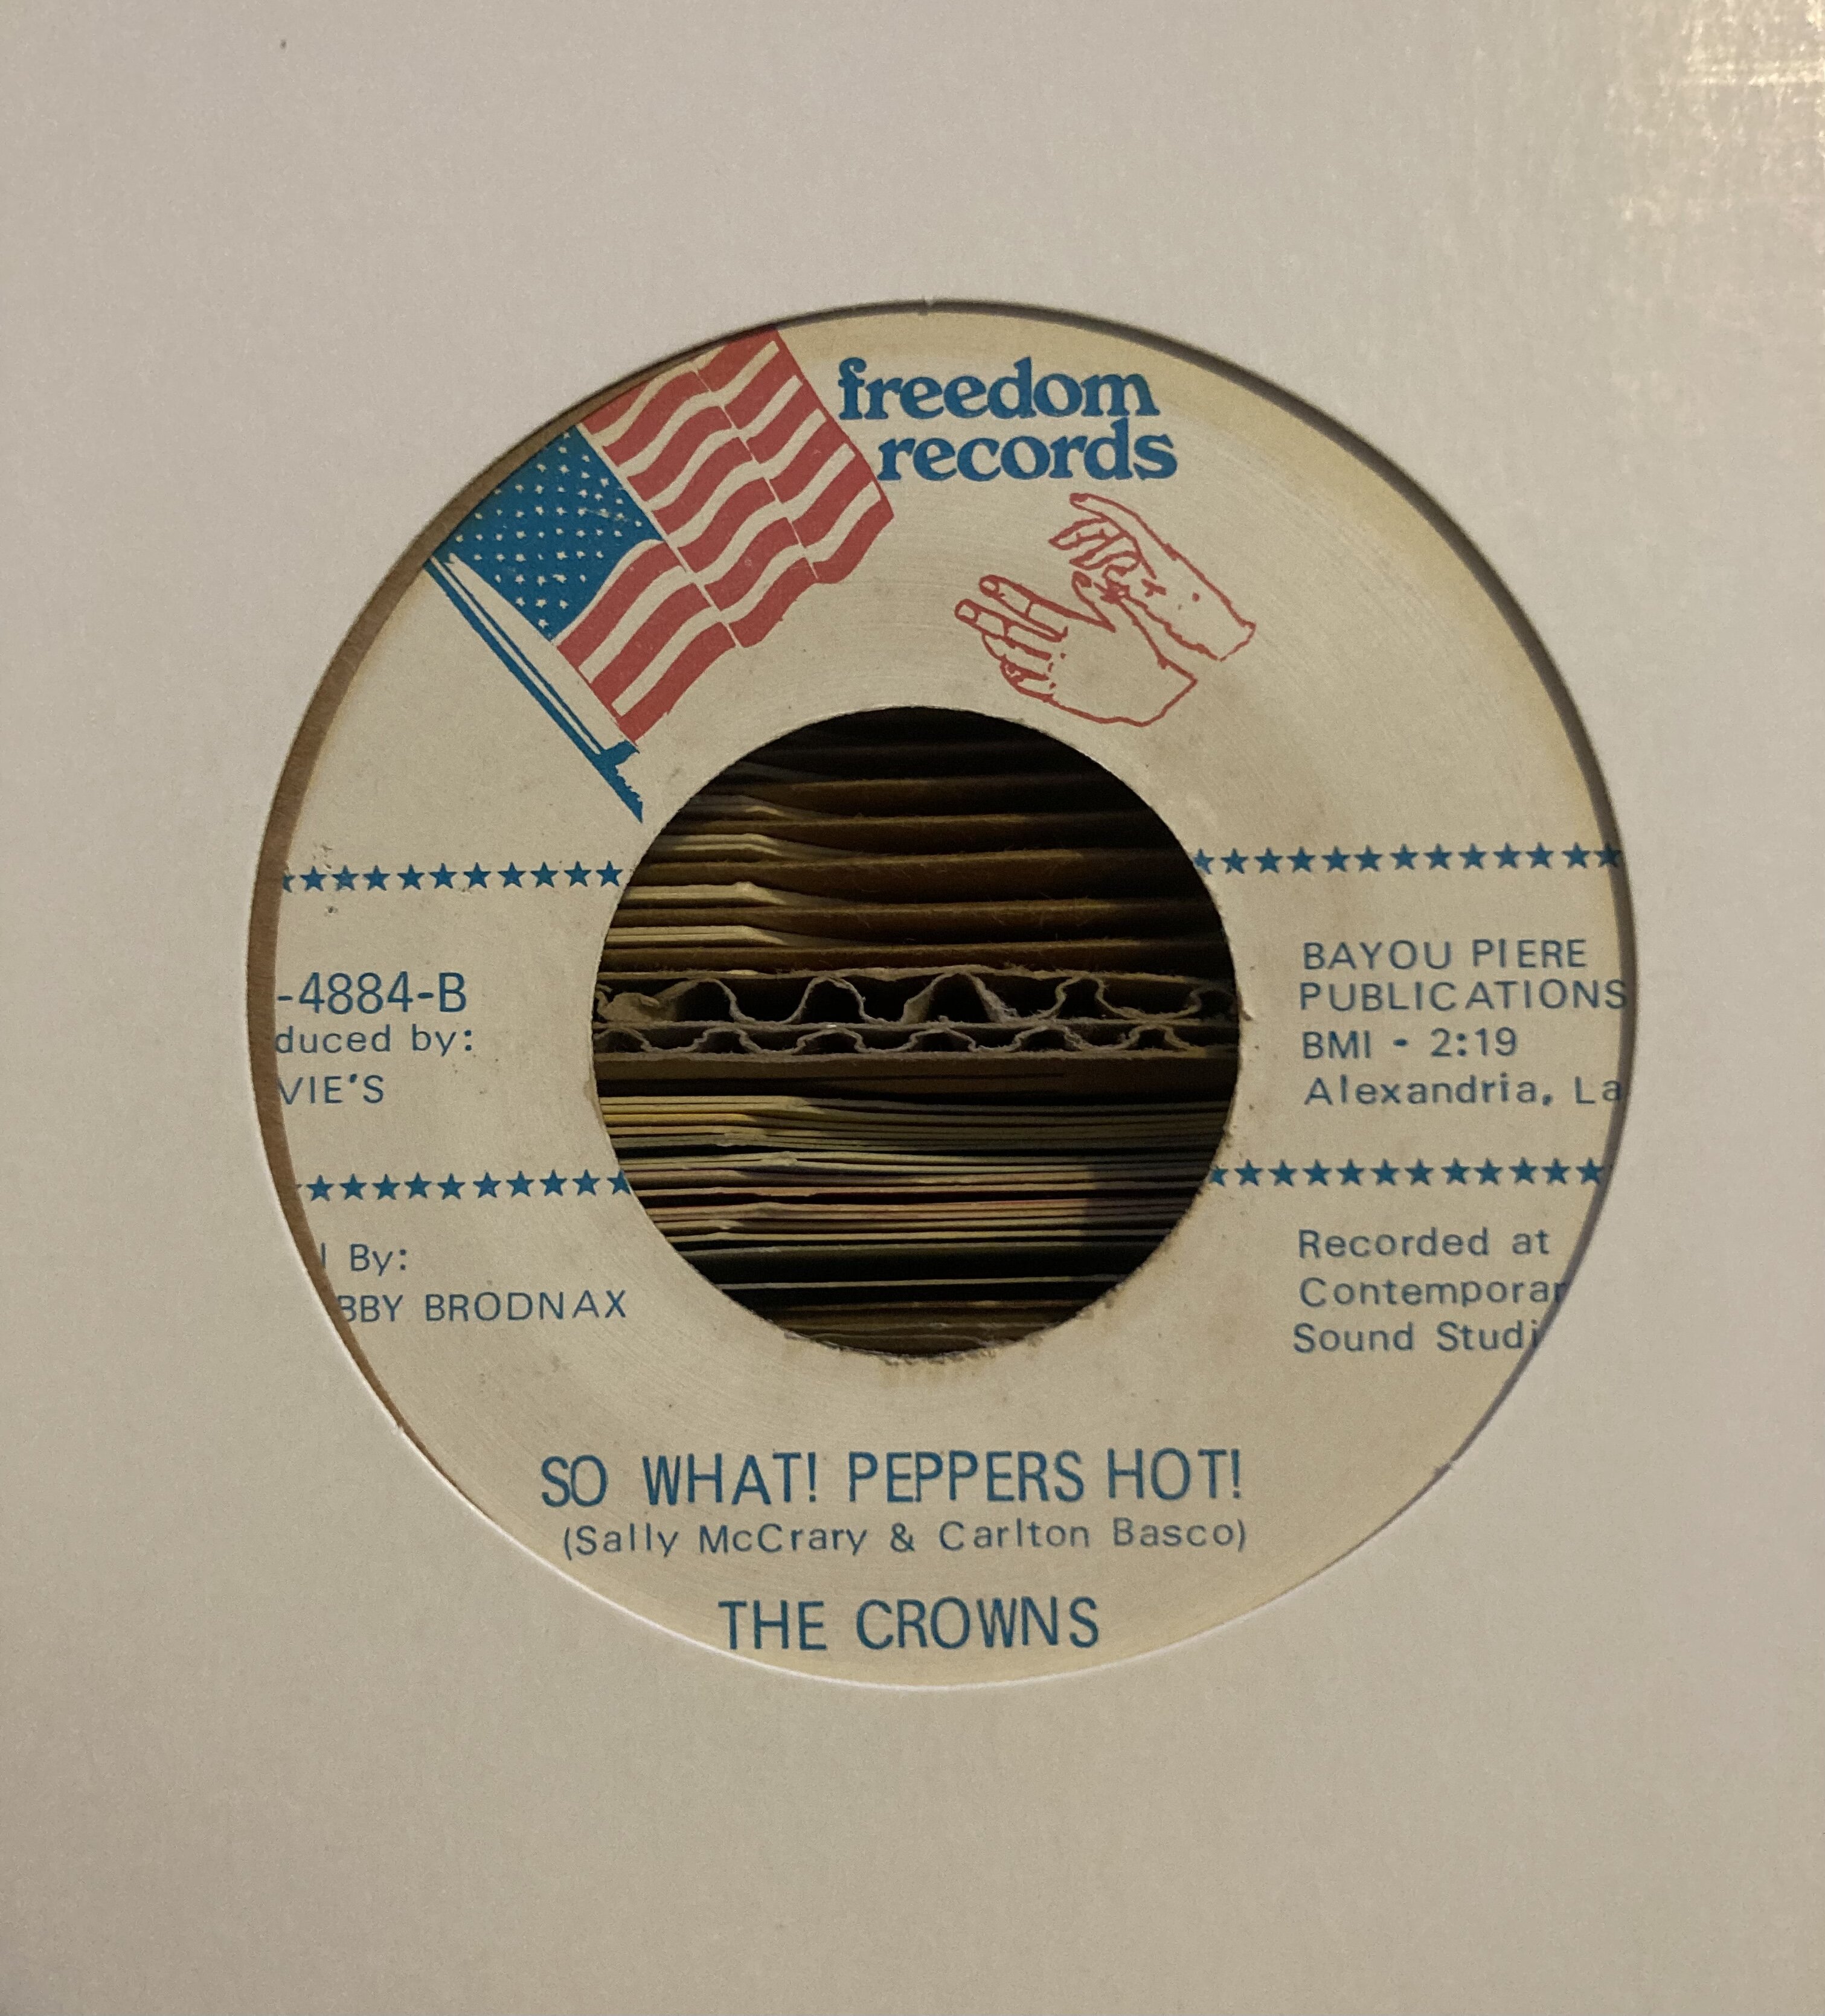 freedom
records
-4884-B
duced by:
VIE'S
BAYOU PIERE
PUBLICATIONS
BMI - 2:19
Alexandria, La
By:
BBY BRODNAX
Recorded at
Contemporar
Sound Studi
SO WHAT! PEPPERS HOT!
(Sally McCrary & Carlton Basco)
THE CROWNS